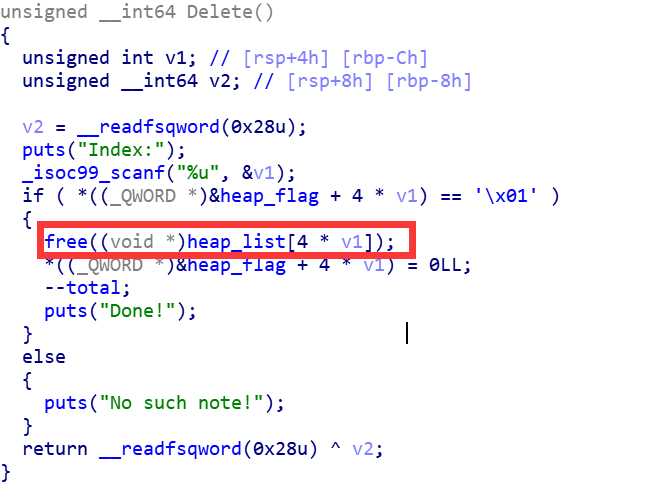 unsigned __int64 Delete()
{
  unsigned int v1; // [rsp+4h] [rbp-Ch]
  unsigned __int64 v2; // [rsp+8h] [rbp-8h]

  v2 = __readfsqword(0x28u);
  puts("Index:");
  _isoc99_scanf("%u", &v1);
  if ( *((_QWORD *)&heap_flag + 4 * v1) == '\x01' )
  {
    free((void *)heap_list[4 * v1]);
    *((_QWORD *)&heap_flag + 4 * v1) = 0LL;
    --total;
    puts("Done!");
  }
  else
  {
    puts("No such note!");
  }
  return __readfsqword(0x28u) ^ v2;
}